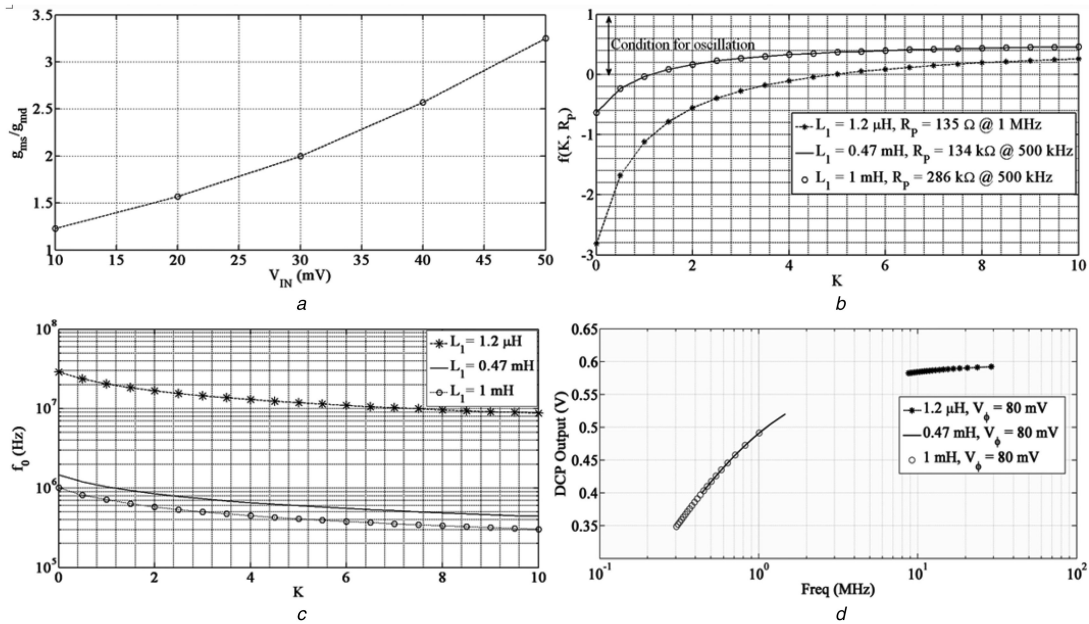 3.5
3
2.5
2
1.5
1
g_ms/g_md
10 15 20 25 30 35 40 45 50
V_IN (mV)
a
1
0
-1
-2
-3
f(K, R_P)
Condition for oscillation
L_1 = 1.2 μH, R_P = 135 Ω @ 1 MHz
L_1 = 0.47 mH, R_P = 134 kΩ @ 500 kHz
L_1 = 1 mH, R_P = 286 kΩ @ 500 kHz
0 2 4 6 8 10
K
b
10^8
10^7
10^6
10^5
f_0 (Hz)
L_1= 1.2 μH
L_1= 0.47 mH
L_1= 1 mH
0 2 4 6 8 10
K
c
0.65
0.6
0.55
0.5
0.45
0.4
0.35
DCP Output (V)
1.2 μH, V_ϕ = 80 mV
0.47 mH, V_ϕ = 80 mV
1 mH, V_ϕ = 80 mV
10^-1 10^0 10^1 10^2
Freq (MHz)
d